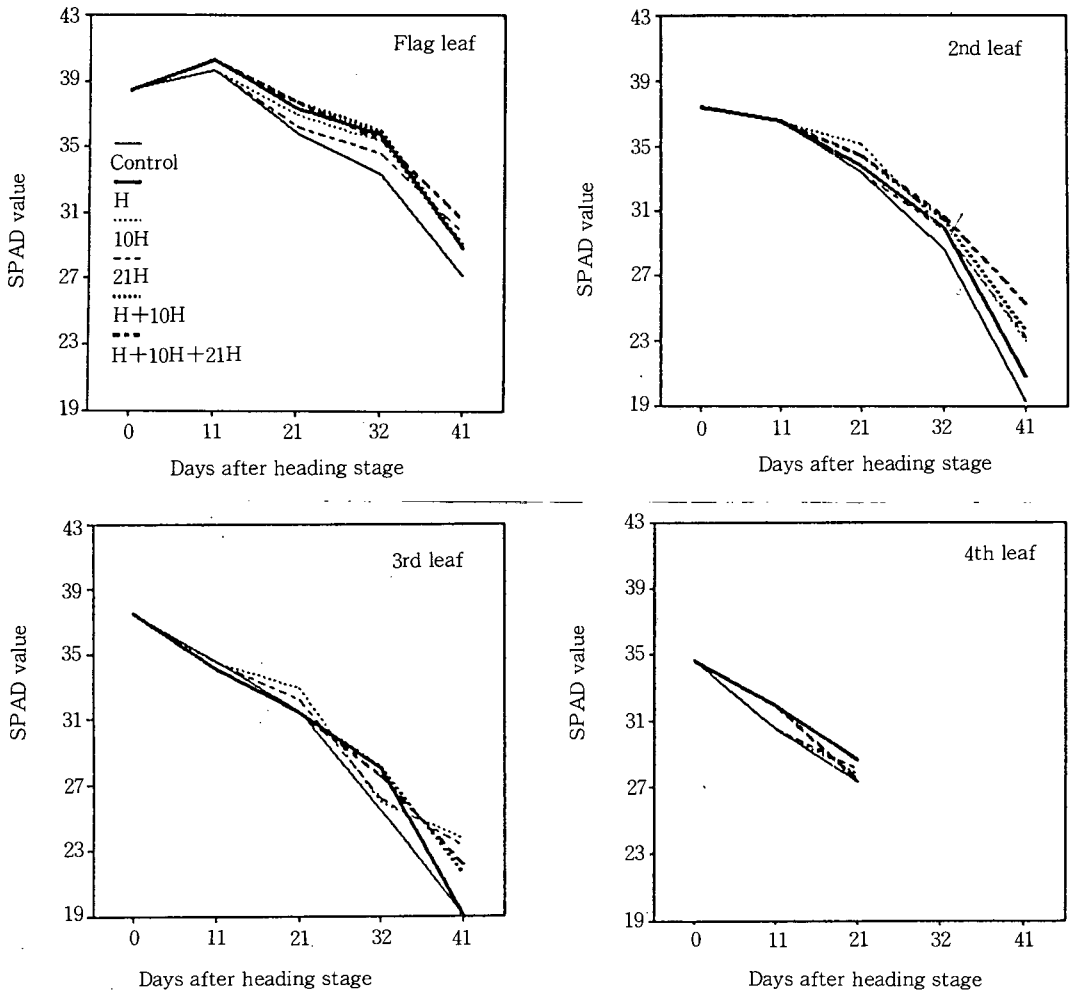 43
39
35
31
27
23
19
SPAD value
Flag leaf
Control
H
10H
21H
H+10H
H+10H+21H
0 11 21 32 41
Days after heading stage
43
39
35
31
27
23
19
SPAD value
2nd leaf
0 11 21 32 41
Days after heading stage
43
39
35
31
27
23
19
SPAD value
3rd leaf
0 11 21 32 41
Days after heading stage
43
39
35
31
27
23
19
SPAD value
4th leaf
0 11 21 32 41
Days after heading stage